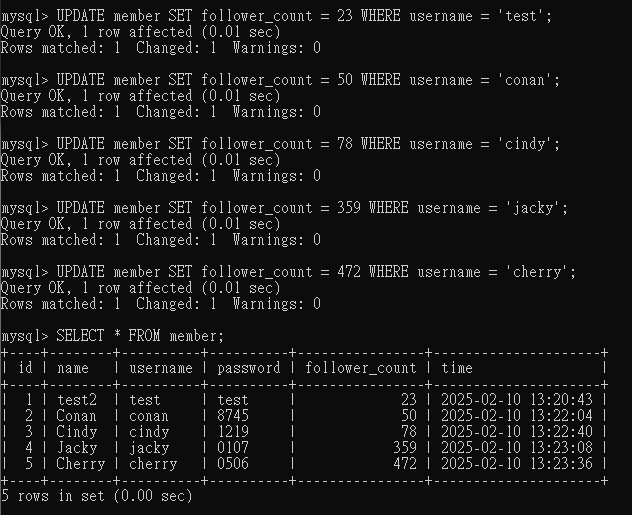 mysql> UPDATE member SET follower_count = 23 WHERE username = 'test';
Query OK, 1 row affected (0.01 sec)
Rows matched: 1  Changed: 1  Warnings: 0

mysql> UPDATE member SET follower_count = 50 WHERE username = 'conan';
Query OK, 1 row affected (0.01 sec)
Rows matched: 1  Changed: 1  Warnings: 0

mysql> UPDATE member SET follower_count = 78 WHERE username = 'cindy';
Query OK, 1 row affected (0.01 sec)
Rows matched: 1  Changed: 1  Warnings: 0

mysql> UPDATE member SET follower_count = 359 WHERE username = 'jacky';
Query OK, 1 row affected (0.01 sec)
Rows matched: 1  Changed: 1  Warnings: 0

mysql> UPDATE member SET follower_count = 472 WHERE username = 'cherry';
Query OK, 1 row affected (0.01 sec)
Rows matched: 1  Changed: 1  Warnings: 0

mysql> SELECT * FROM member;
+----+--------+----------+----------+----------------+---------------------+
| id | name   | username | password | follower_count | time                |
+----+--------+----------+----------+----------------+---------------------+
|  1 | test2  | test     | test     |             23 | 2025-02-10 13:20:43 |
|  2 | Conan  | conan    | 8745     |             50 | 2025-02-10 13:22:04 |
|  3 | Cindy  | cindy    | 1219     |             78 | 2025-02-10 13:22:40 |
|  4 | Jacky  | jacky    | 0107     |            359 | 2025-02-10 13:23:08 |
|  5 | Cherry | cherry   | 0506     |            472 | 2025-02-10 13:23:36 |
+----+--------+----------+----------+----------------+---------------------+
5 rows in set (0.00 sec)